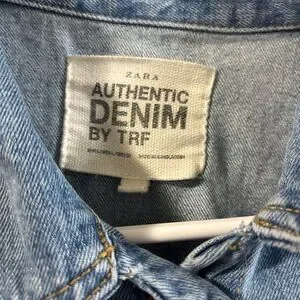 ZARA
AUTHENTIC
DENIM
BY TRF